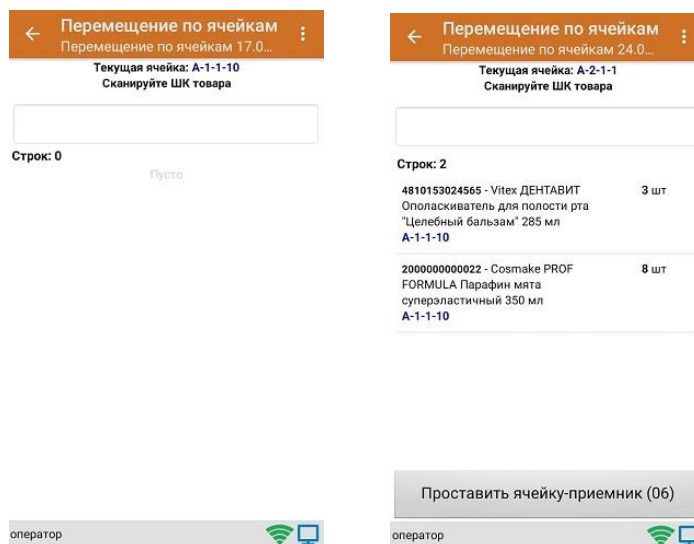 Перемещение по ячейкам
Перемещение по ячейкам 17.0...
Текущая ячейка: А-1-1-10
Сканируйте ШК товара
Строк: 0
Пусто
оператор
Перемещение по ячейкам
Перемещение по ячейкам 24.0...
Текущая ячейка: А-2-1-1
Сканируйте ШК товара
Строк: 2
4810153024565 - Vitex ДЕНТАВИТ
Ополаскиватель для полости рта
"Целебный бальзам" 285 мл
А-1-1-10
3 шт
2000000000022 - Cosmake PROF
FORMULA Парафин мята
суперэластичный 350 мл
А-1-1-10
8 шт
Проставить ячейку-приемник (06)
оператор